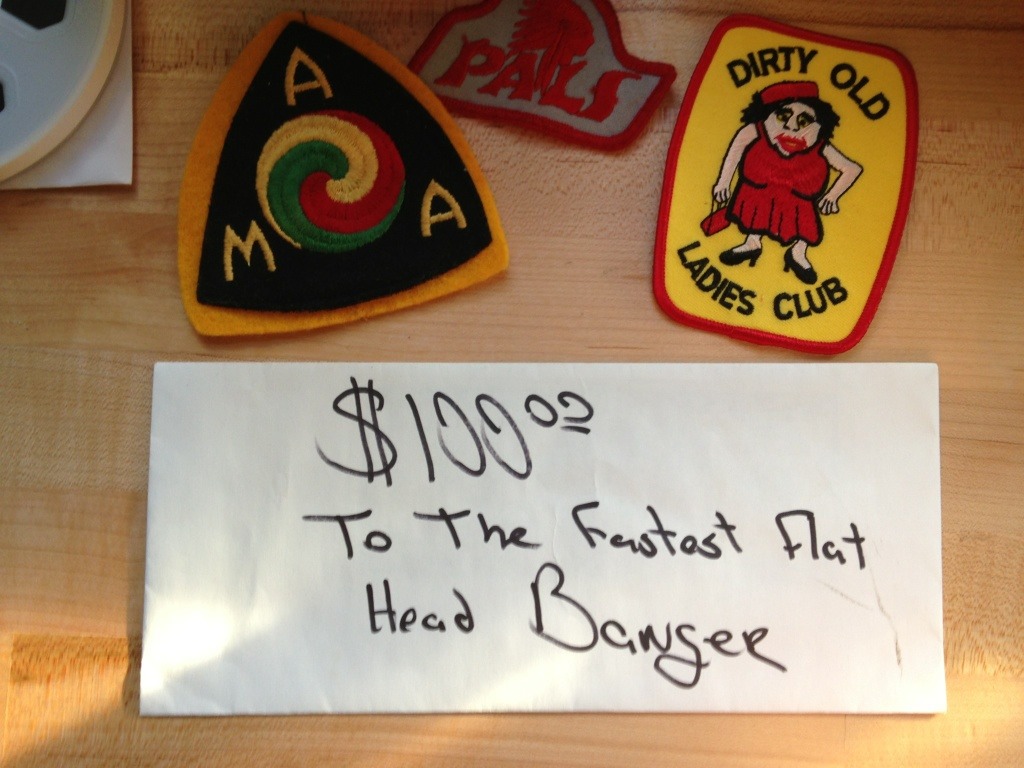 A
M A
PALS
DIRTY OLD
LADIES CLUB
$100 00
To The Fastest Flat
Head Banger